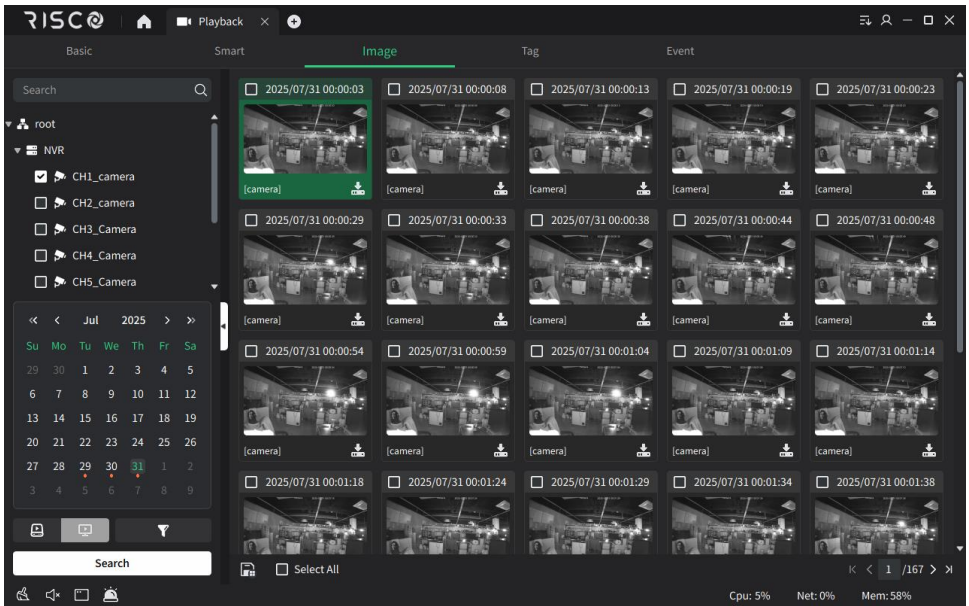 RISCO
Playback
Basic
Smart
Image
Tag
Event
Search
root
NVR
CH1_camera
CH2_camera
CH3_Camera
CH4_Camera
CH5_Camera
Jul 2025
Su Mo Tu We Th Fr Sa
29 30 1 2 3 4 5
6 7 8 9 10 11 12
13 14 15 16 17 18 19
20 21 22 23 24 25 26
27 28 29 30 31 1 2
3 4 5 6 7 8 9
Search
2025/07/31 00:00:03
2025/07/31 00:00:08
2025/07/31 00:00:13
2025/07/31 00:00:19
2025/07/31 00:00:23
[camera]
[camera]
[camera]
[camera]
[camera]
2025/07/31 00:00:29
2025/07/31 00:00:33
2025/07/31 00:00:38
2025/07/31 00:00:44
2025/07/31 00:00:48
[camera]
[camera]
[camera]
[camera]
[camera]
2025/07/31 00:00:54
2025/07/31 00:00:59
2025/07/31 00:01:04
2025/07/31 00:01:09
2025/07/31 00:01:14
[camera]
[camera]
[camera]
[camera]
[camera]
2025/07/31 00:01:18
2025/07/31 00:01:24
2025/07/31 00:01:29
2025/07/31 00:01:34
2025/07/31 00:01:38
Select All
1 /167
Cpu: 5%
Net: 0%
Mem: 58%